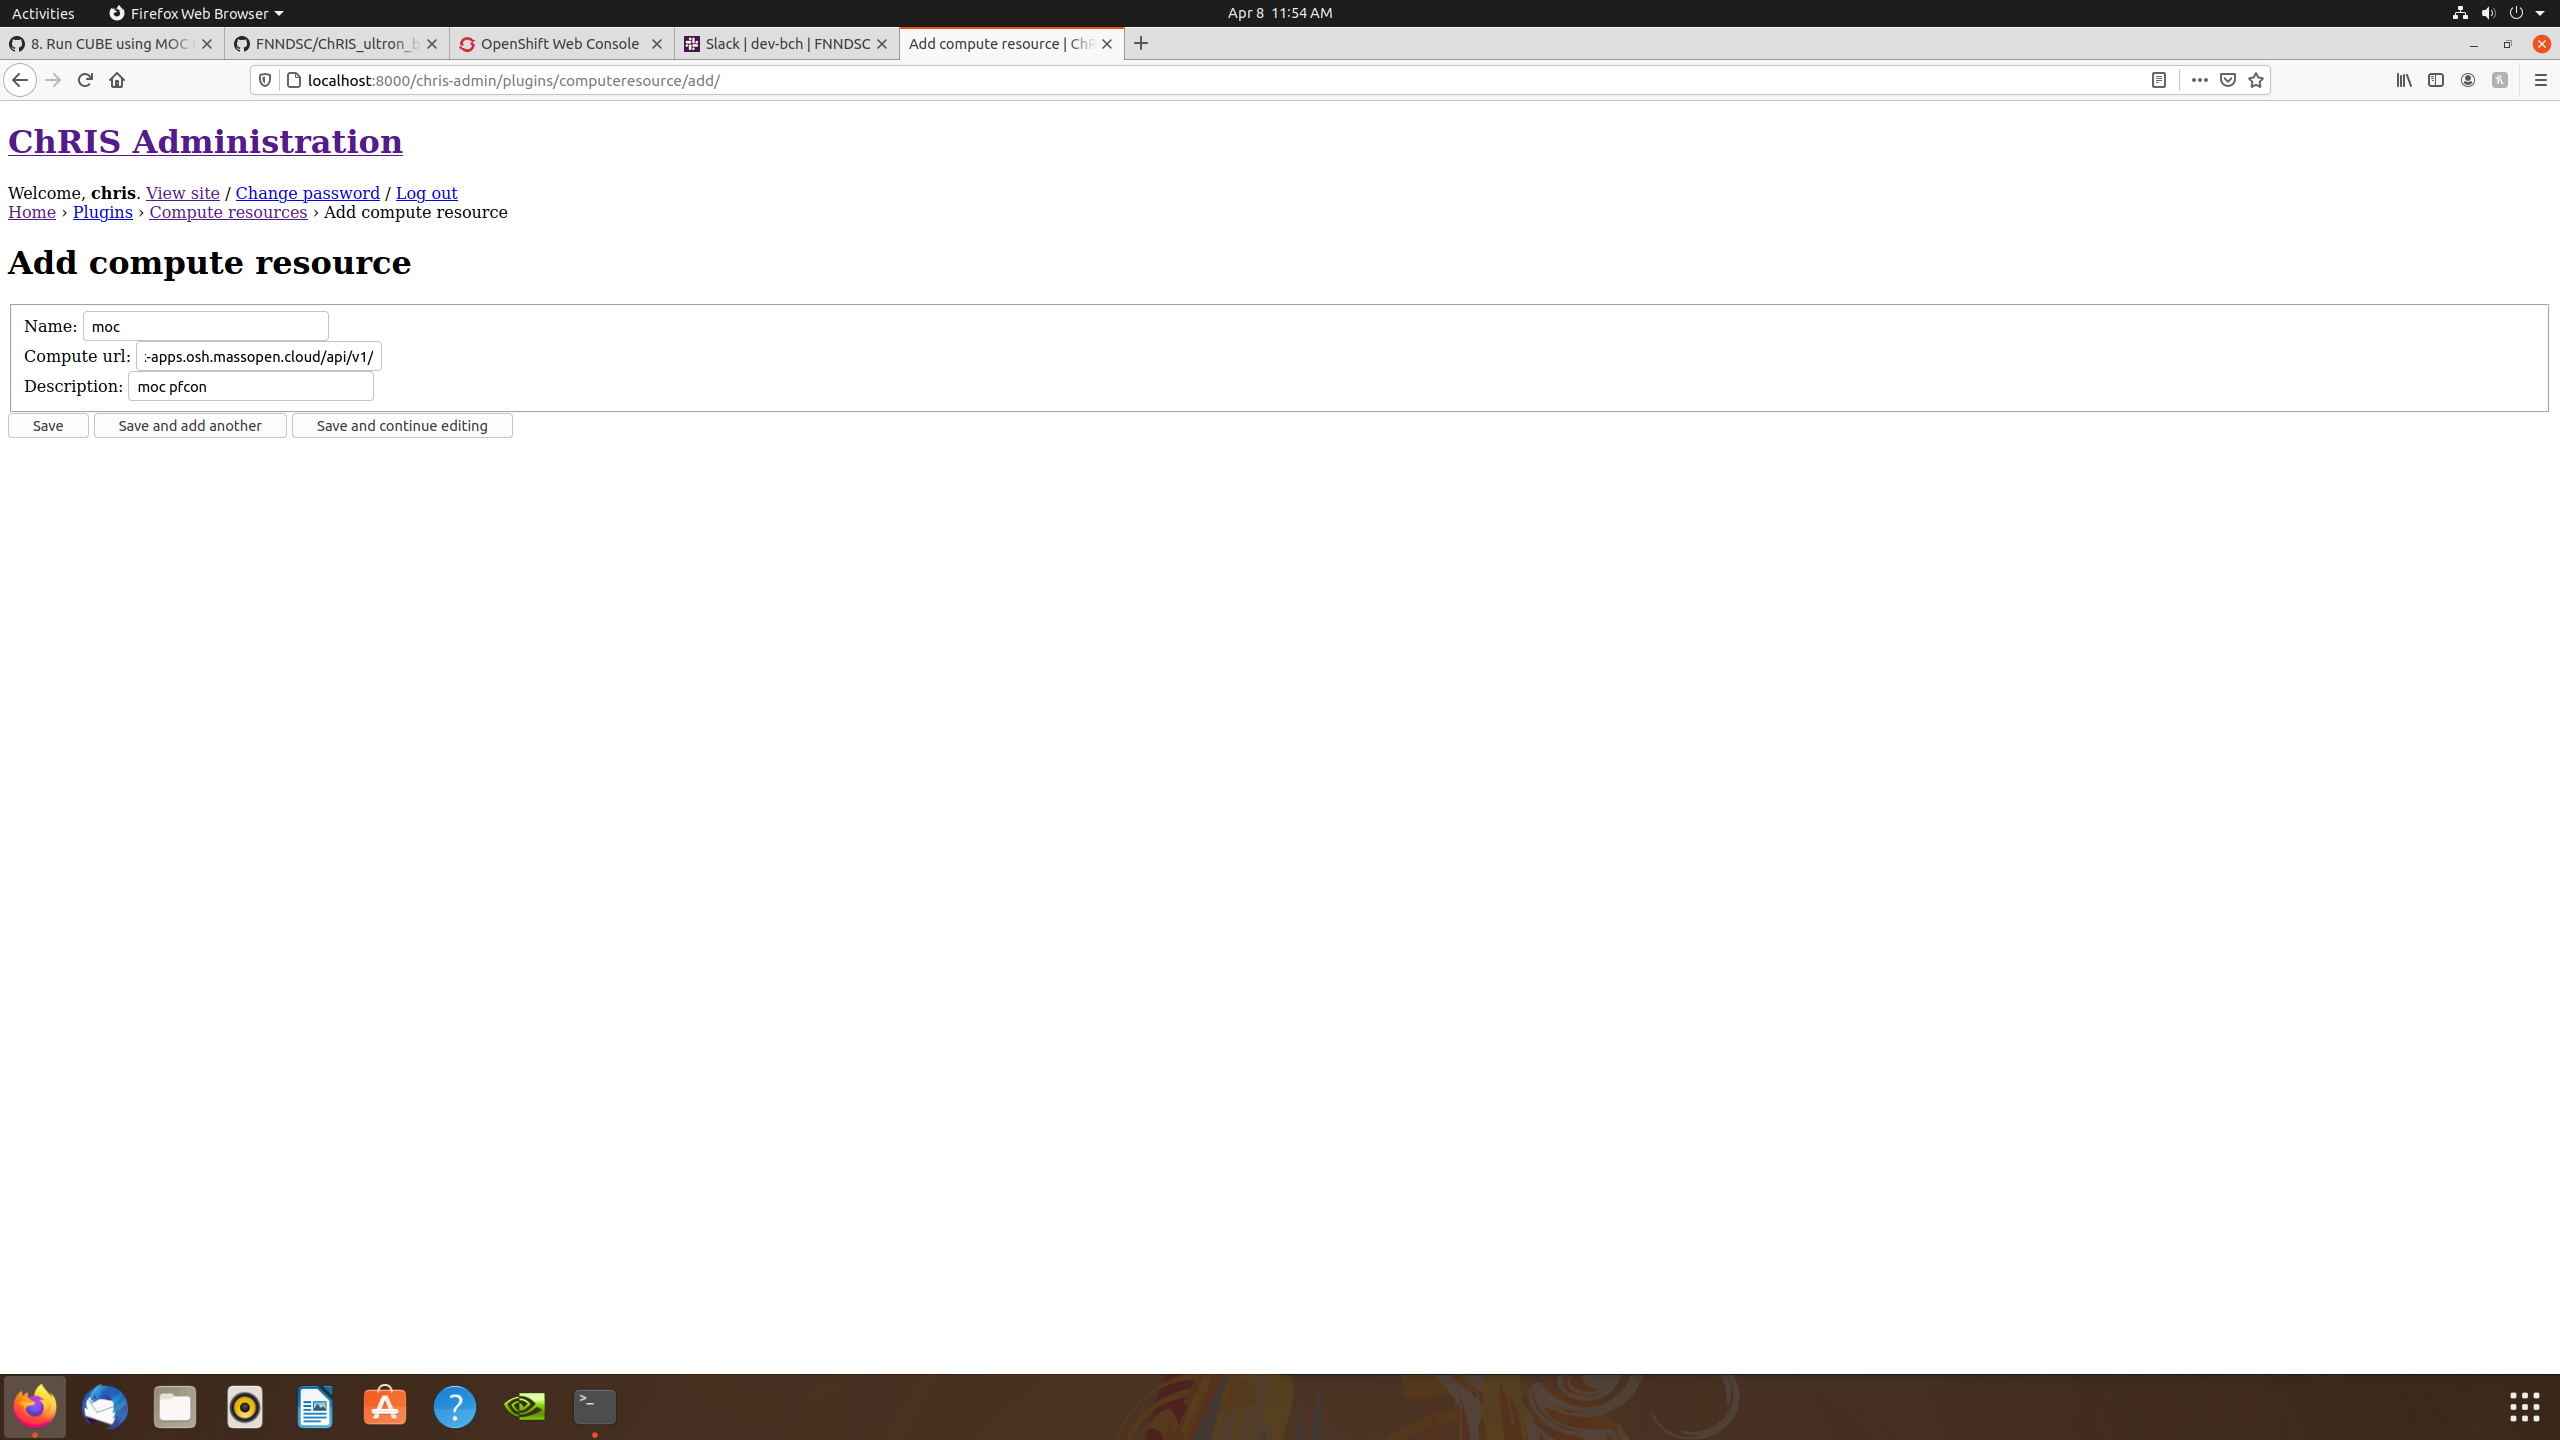 Activities Firefox Web Browser Apr 8 11:54 AM
8. Run CUBE using MOC FNNDSC/ChRIS_ultron_b OpenShift Web Console Slack | dev-bch | FNNDSC Add compute resource | ChR
localhost:8000/chris-admin/plugins/computeresource/add/
ChRIS Administration
Welcome, chris. View site / Change password / Log out
Home › Plugins › Compute resources › Add compute resource
Add compute resource
Name: moc
Compute url: t-apps.osh.massopen.cloud/api/v1/
Description: moc pfcon
Save Save and add another Save and continue editing